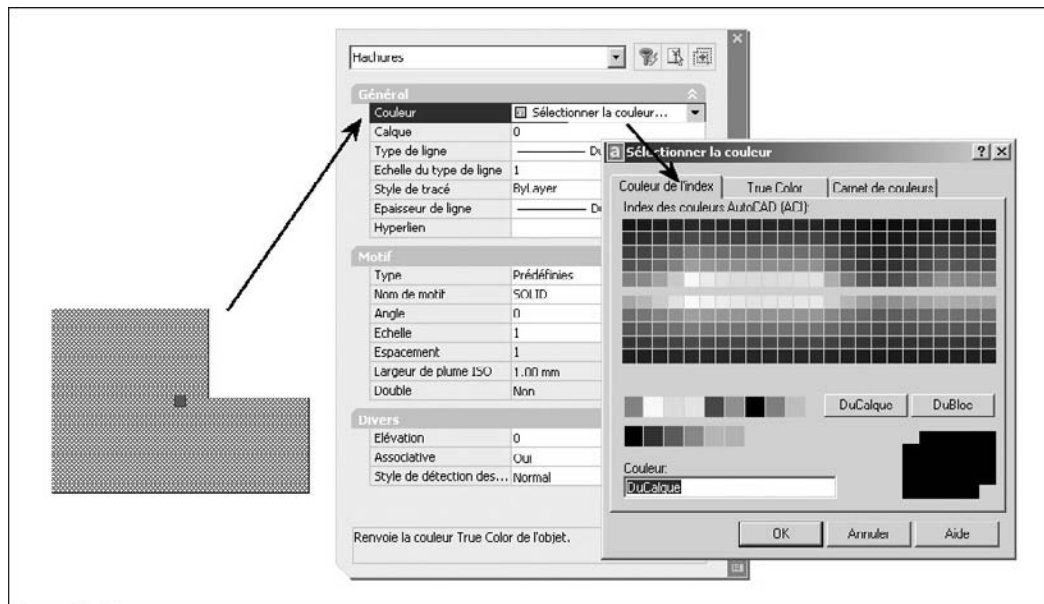 Hachures
Général
Couleur Sélectionner la couleur...
Calque 0
Type de ligne Du
Echelle du type de ligne 1
Style de tracé ByLayer
Epaisseur de ligne Du
Hyperlien
Motif
Type Prédéfinies
Nom de motif SOLID
Angle 0
Echelle 1
Espacement 1
Largeur de plume ISO 1.00 mm
Double Non
Divers
Elévation 0
Associative Oui
Style de détection des... Normal
Renvoie la couleur True Color de l'objet.
a Sélectionner la couleur
Couleur de l'index True Color Carnet de couleurs
Index des couleurs AutoCAD (ACI):
DuCalque DuBloc
Couleur:
DuCalque
OK Annuler Aide